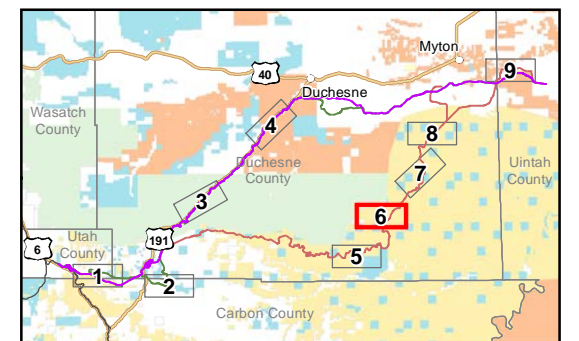 Myton
40
9
Duchesne
Wasatch
County
4
8
Duchesne
County
Uintah
County
7
3
6
Utah
County
191
6
5
1
2
Carbon County